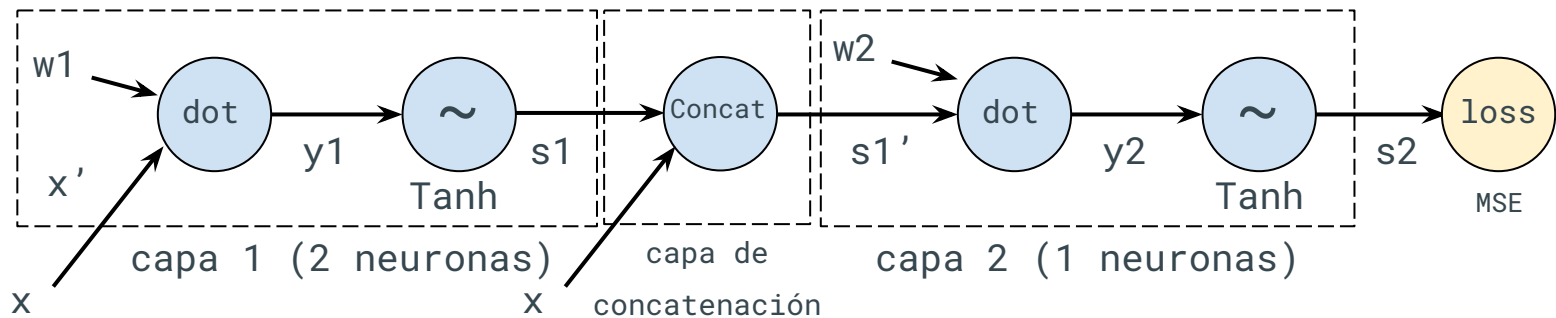 w1
dot
~
Concat
w2
dot
~
loss
x’
y1
s1
s1’
y2
s2
Tanh
Tanh
MSE
capa 1 (2 neuronas)
capa de
concatenación
capa 2 (1 neuronas)
x
x